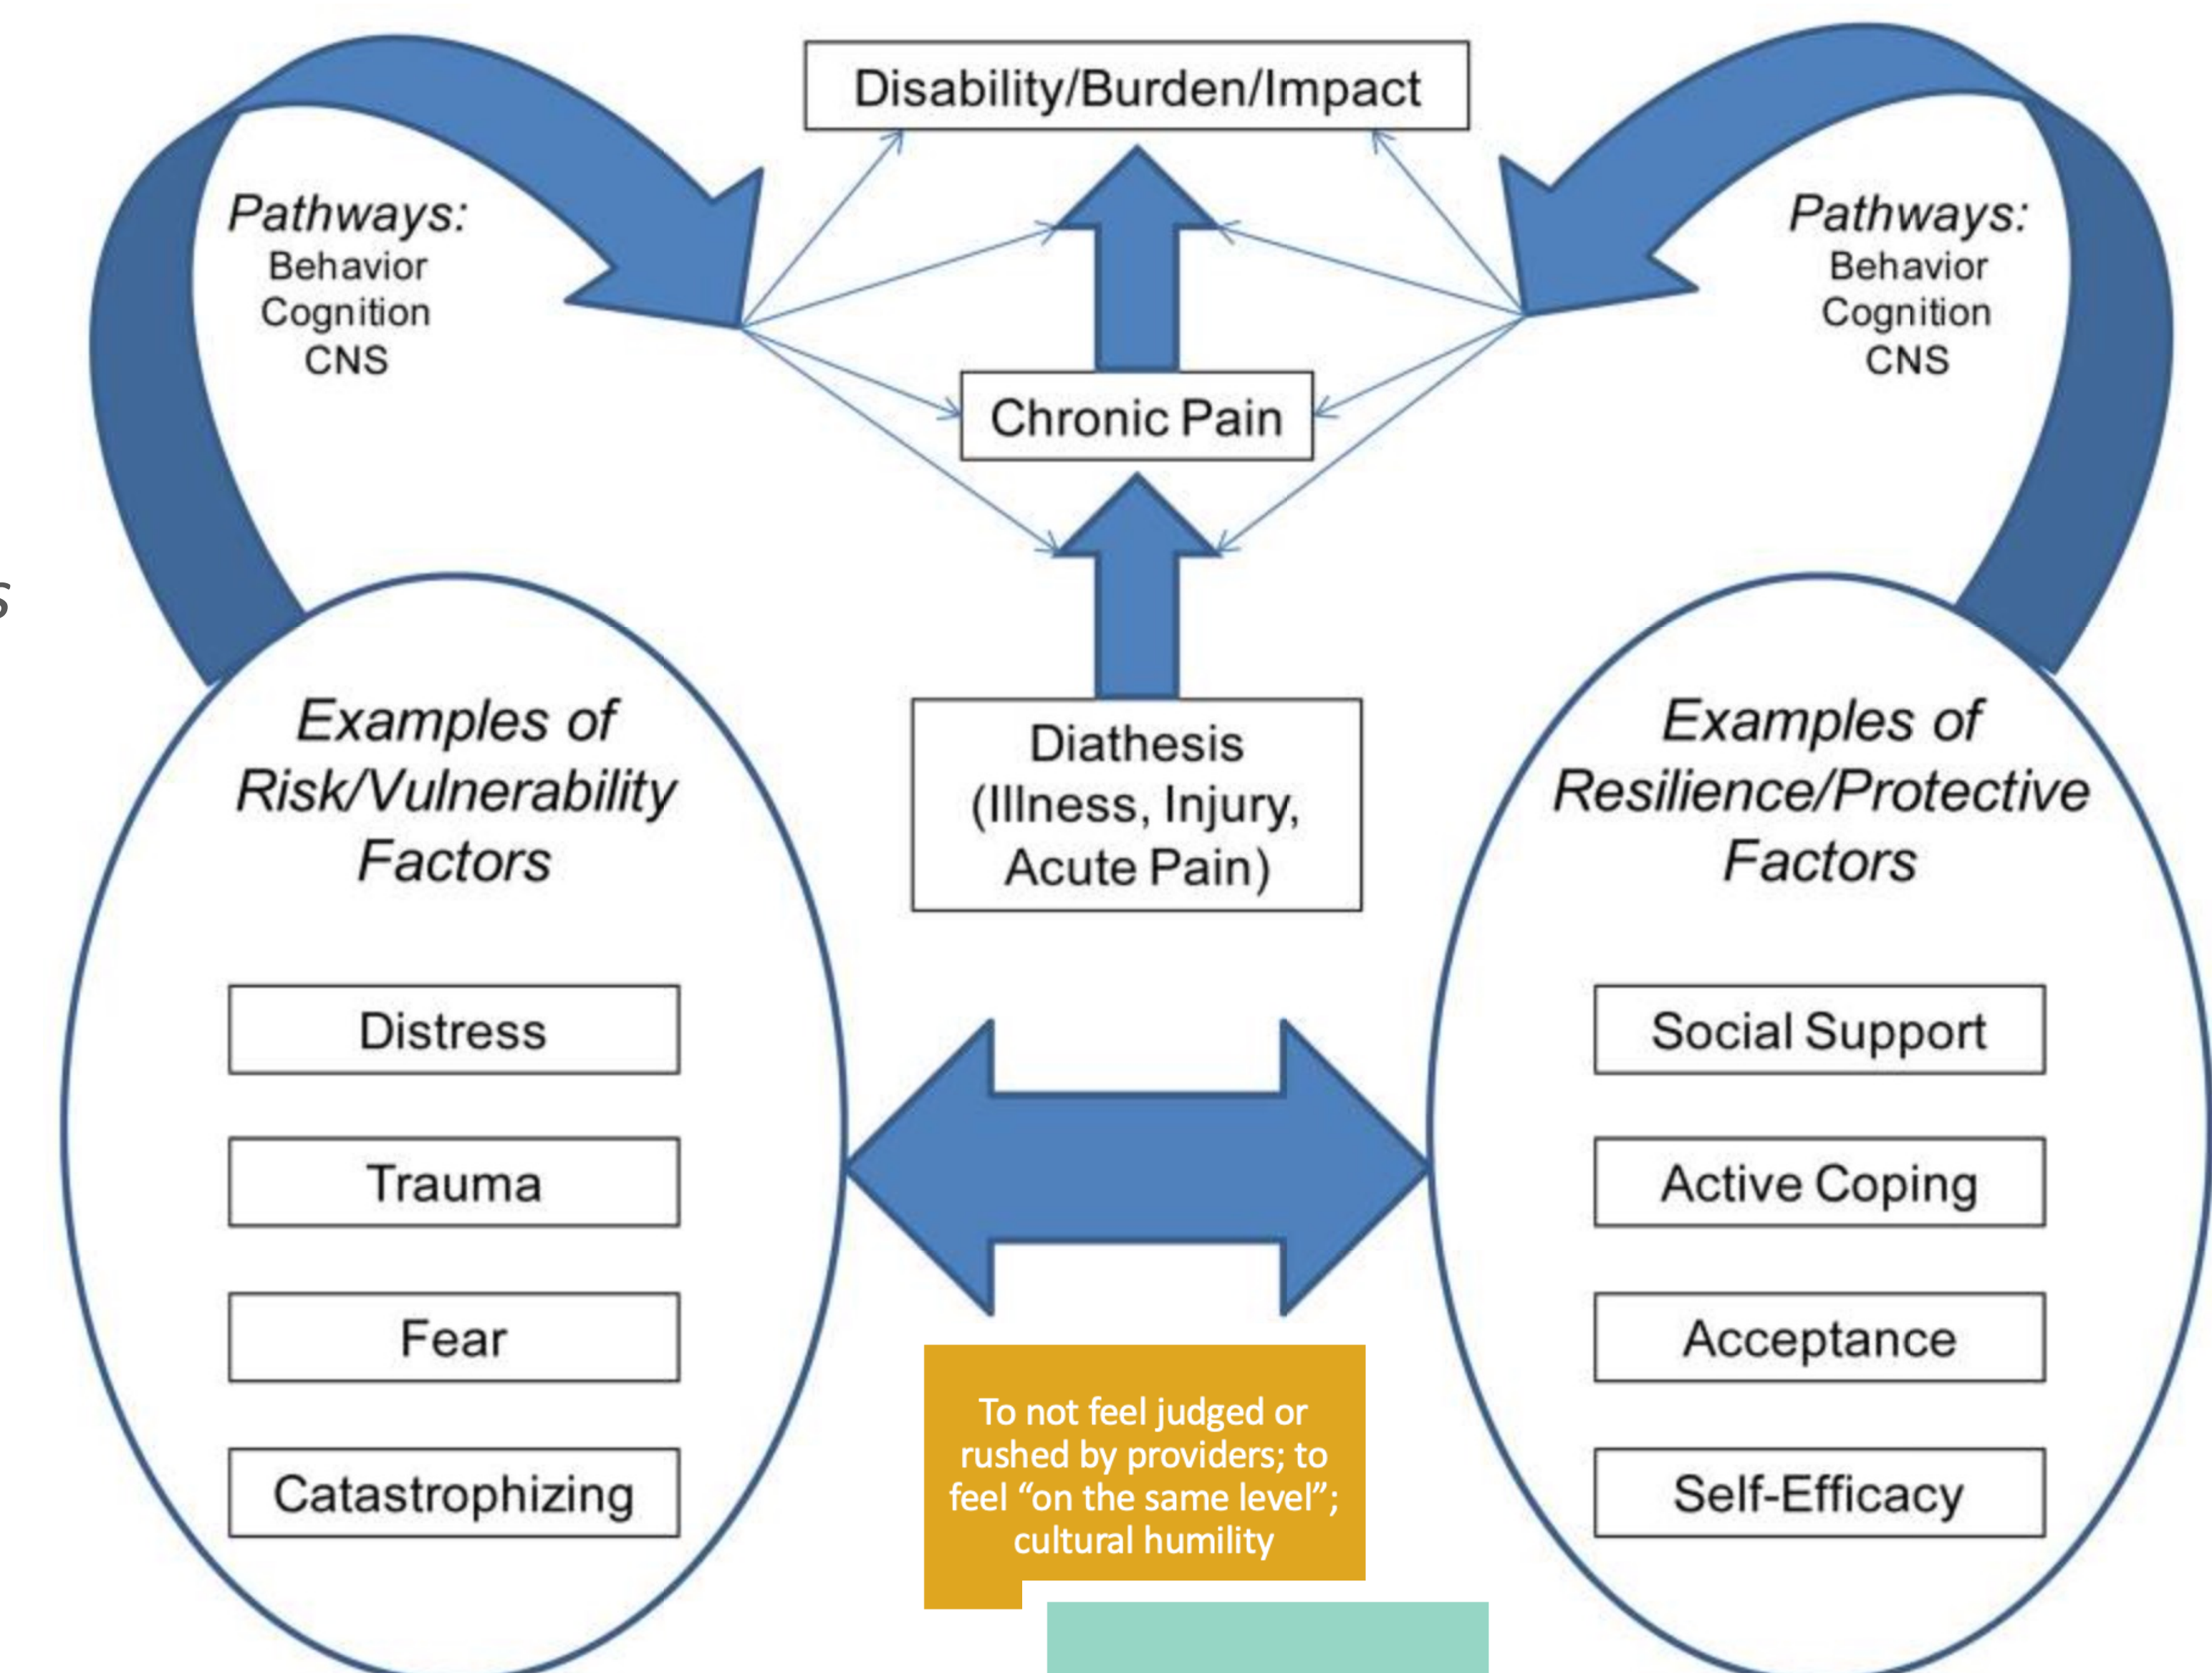 Disability/Burden/Impact
Pathways:
Behavior
Cognition
CNS
Pathways:
Behavior
Cognition
CNS
Chronic Pain
s
Examples of
Risk/Vulnerability
Factors
Diathesis
(Illness, Injury,
Acute Pain)
Examples of
Resilience/Protective
Factors
Distress
Trauma
Fear
Catastrophizing
Social Support
Active Coping
Acceptance
Self-Efficacy
To not feel judged or
rushed by providers; to
feel “on the same level”;
cultural humility